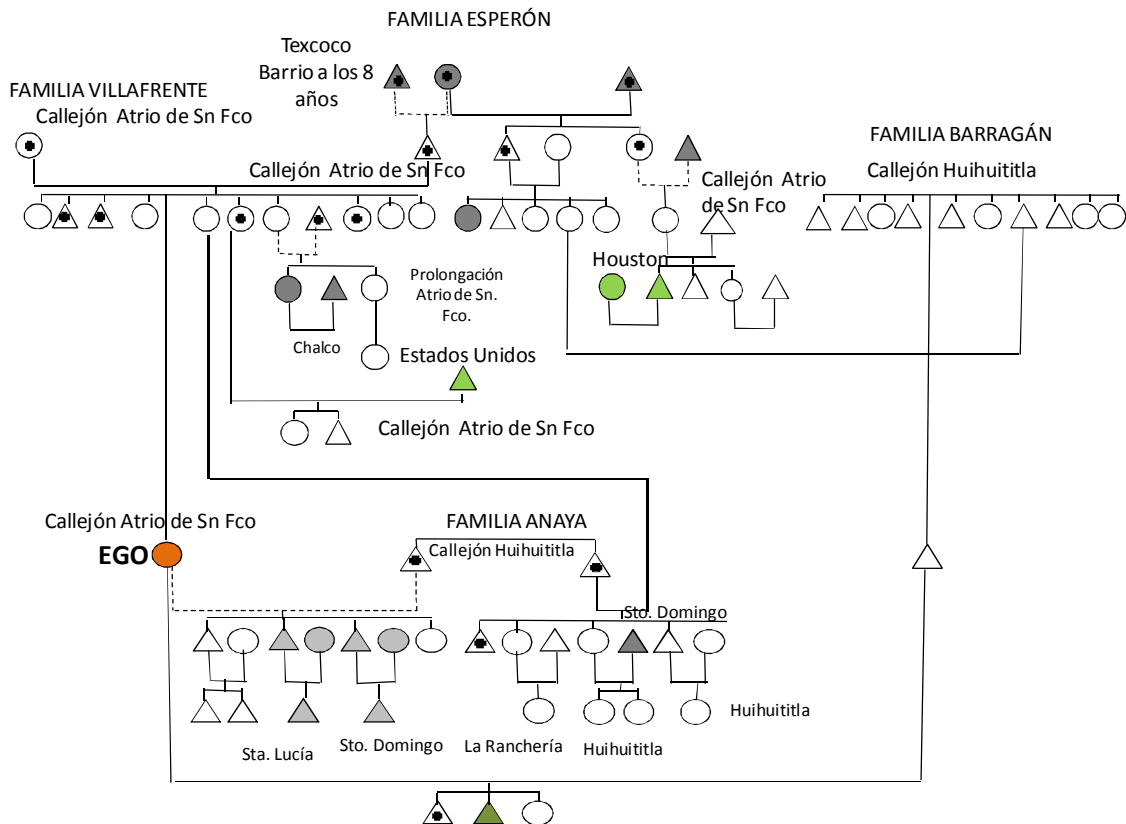 FAMILIA ESPERÓN
Texcoco
Barrio a los 8
años
FAMILIA VILLAFRENTE
Callejón Atrio de Sn Fco
FAMILIA BARRAGÁN
Callejón Atrio de Sn Fco
Callejón Huihuititla
Callejón Atrio
de Sn Fco
Houston
Prolongación
Atrio de Sn.
Fco.
Chalco
Estados Unidos
Callejón Atrio de Sn Fco
Callejón Atrio de Sn Fco
EGO
FAMILIA ANAYA
Callejón Huihuititla
Sto. Domingo
Huihuititla
Sta. Lucía
Sto. Domingo
La Ranchería
Huihuititla